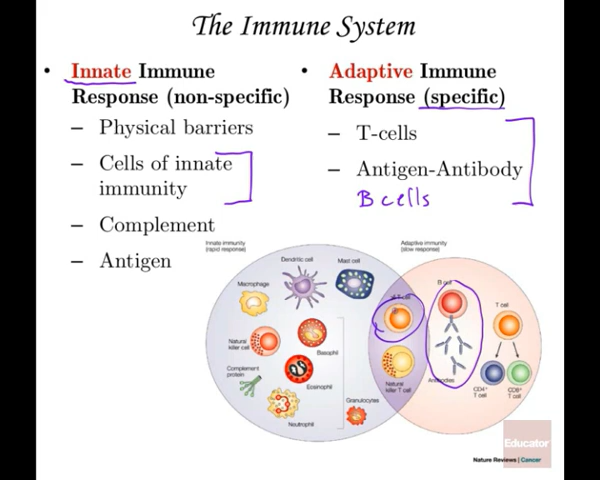 The Immune System
• Innate Immune
Response (non-specific)
– Physical barriers
– Cells of innate
immunity
– Complement
– Antigen
• Adaptive Immune
Response (specific)
– T-cells
– Antigen-Antibody
B cells
Innate immunity
(rapid response)
Dendritic cell
Mast cell
Macrophage
Natural
killer cell
Basophil
Complement
protein
Eosinophil
Granulocytes
Neutrophil
Adaptive immunity
(slow response)
B cell
T cell
Antibodies
Natural
killer T cell
CD4+
T cell
CD8+
T cell
Educator
Nature Reviews | Cancer